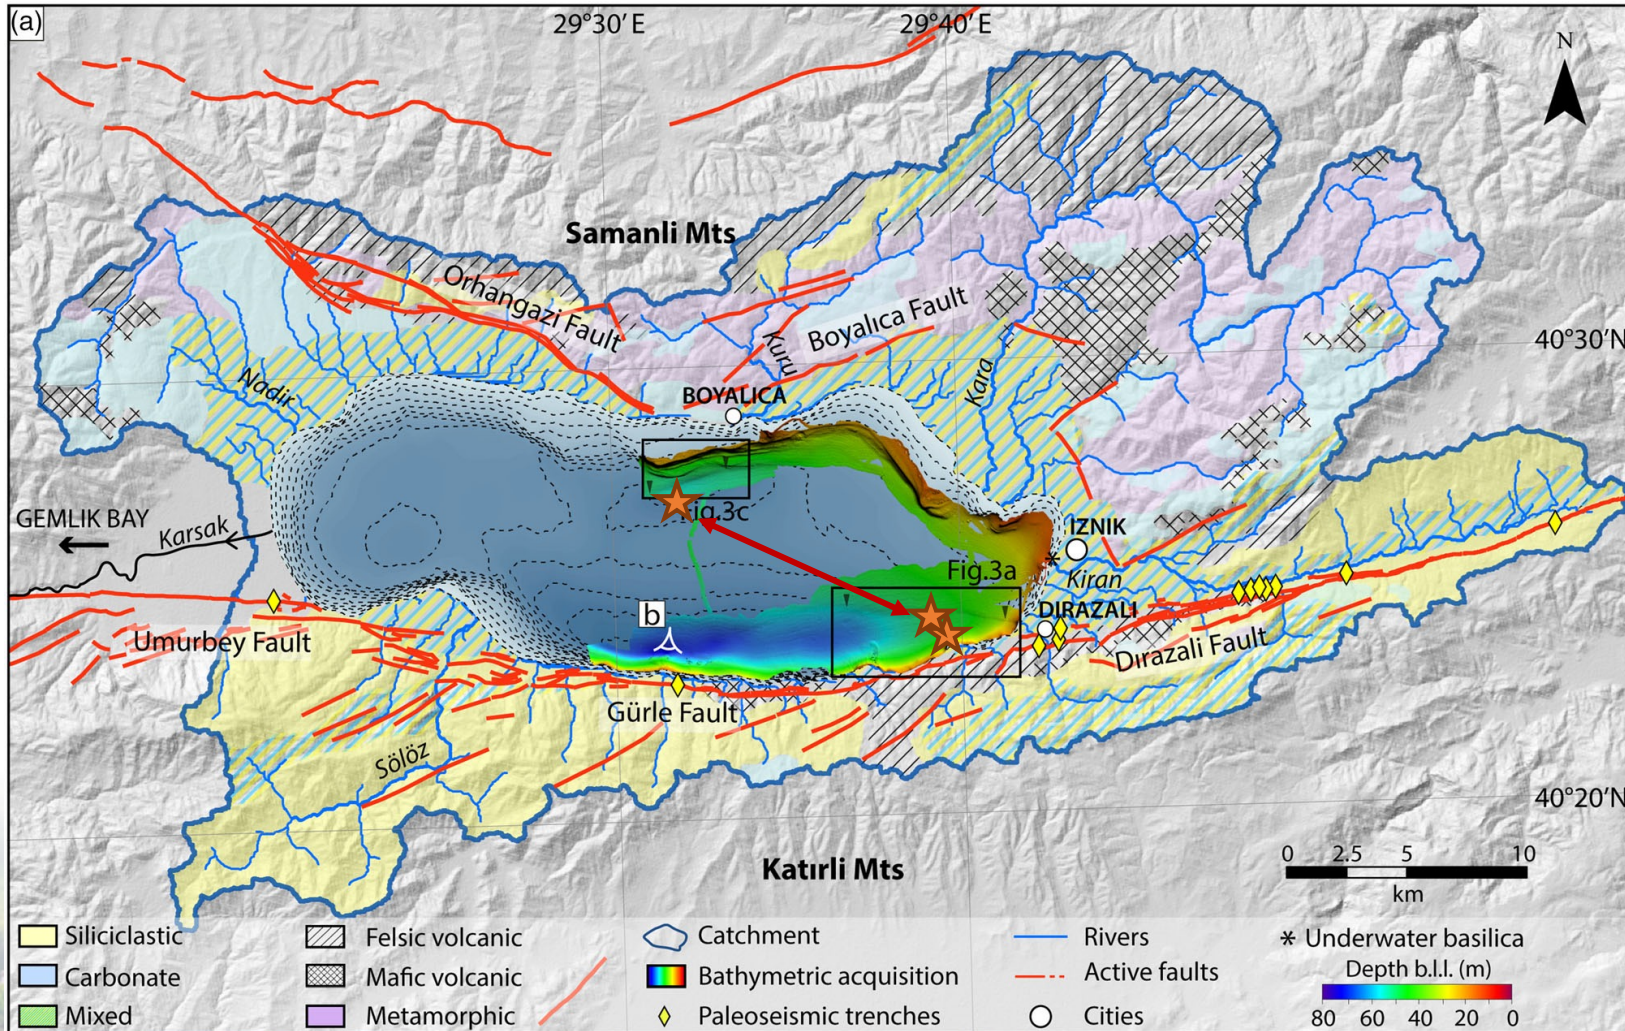 (a)
29°30′ E
29°40′ E
N
Samanli Mts
Orhangazi Fault
Kuru
Boyalıca Fault
40°30′N
Nadir
Kara
BOYALICA
GEMLIK BAY
Karsak
Fig.3c
IZNIK
Kiran
Fig.3a
b
DIRAZALI
Umurbey Fault
Dırazali Fault
Gürle Fault
Sölöz
40°20′N
Katırli Mts
0 2.5 5 10
km
Siliciclastic
Felsic volcanic
Catchment
Rivers
* Underwater basilica
Carbonate
Mafic volcanic
Bathymetric acquisition
Active faults
Depth b.l.l. (m)
80 60 40 20 0
Mixed
Metamorphic
Paleoseismic trenches
Cities